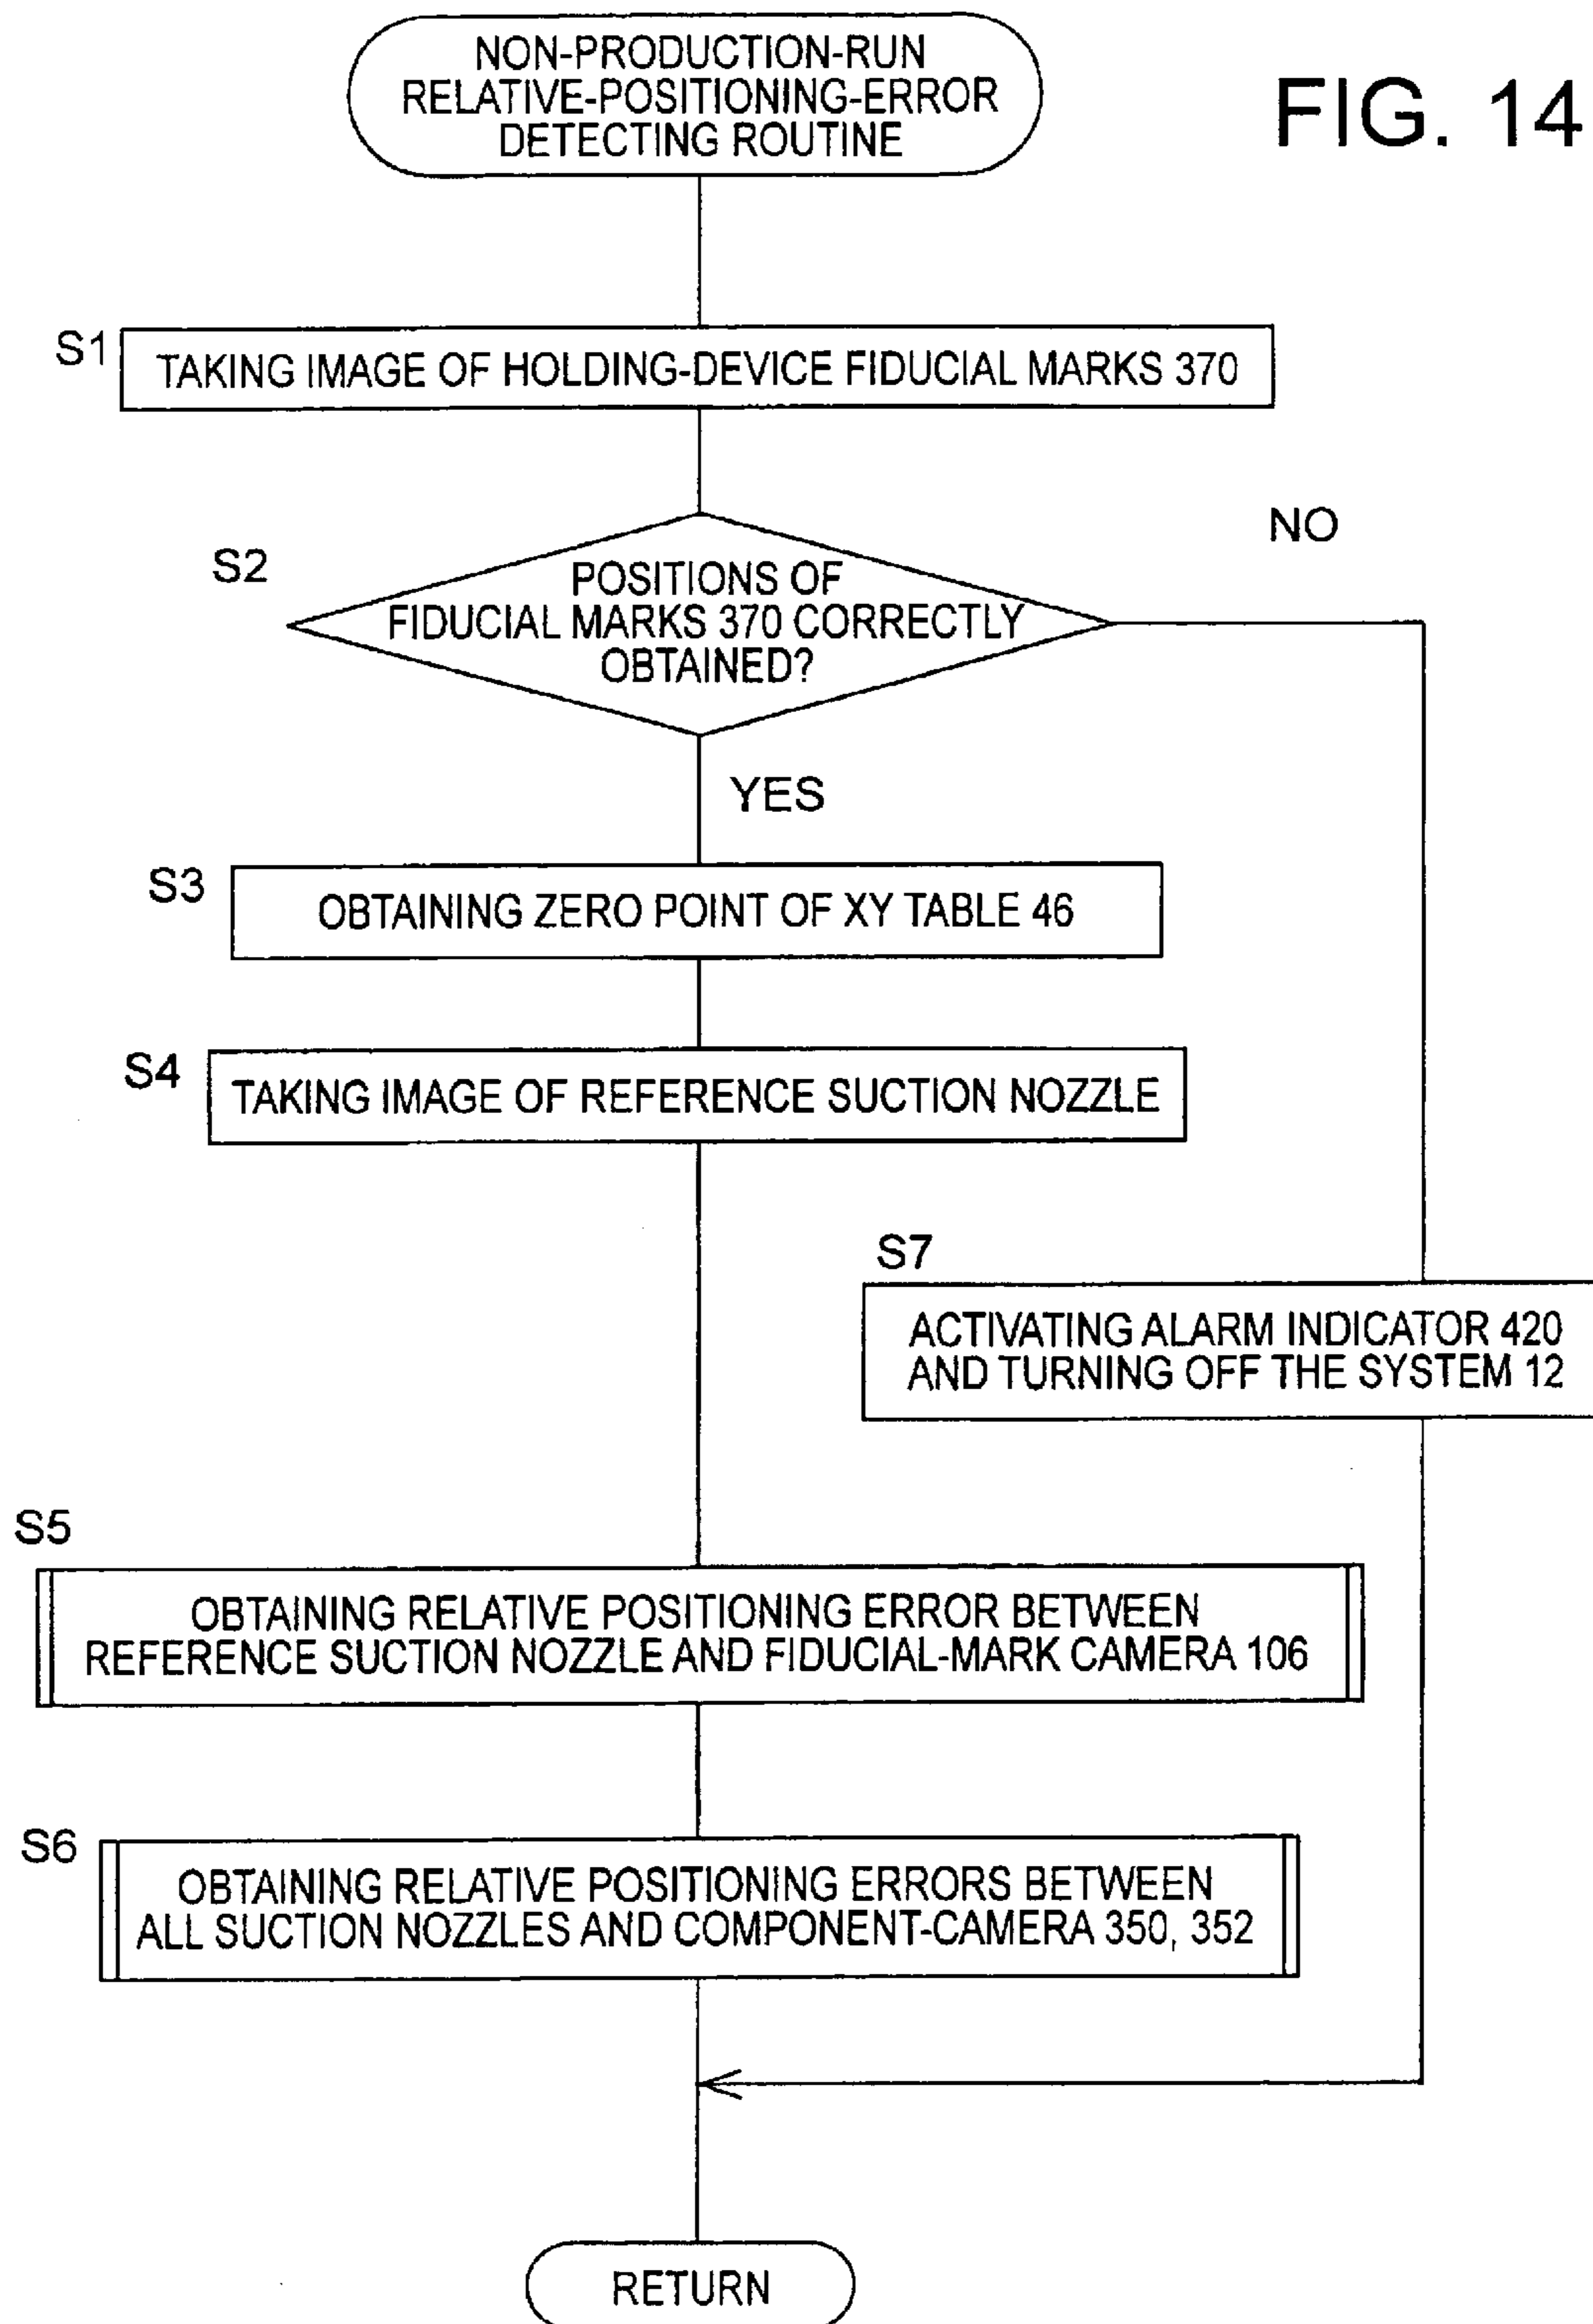 NON-PRODUCTION-RUN
RELATIVE-POSITIONING-ERROR
DETECTING ROUTINE
FIG. 14
S1
TAKING IMAGE OF HOLDING-DEVICE FIDUCIAL MARKS 370
S2
POSITIONS OF
FIDUCIAL MARKS 370 CORRECTLY
OBTAINED?
NO
YES
S3
OBTAINING ZERO POINT OF XY TABLE 46
S4
TAKING IMAGE OF REFERENCE SUCTION NOZZLE
S7
ACTIVATING ALARM INDICATOR 420
AND TURNING OFF THE SYSTEM 12
S5
OBTAINING RELATIVE POSITIONING ERROR BETWEEN
REFERENCE SUCTION NOZZLE AND FIDUCIAL-MARK CAMERA 106
S6
OBTAINING RELATIVE POSITIONING ERRORS BETWEEN
ALL SUCTION NOZZLES AND COMPONENT-CAMERA 350, 352
RETURN